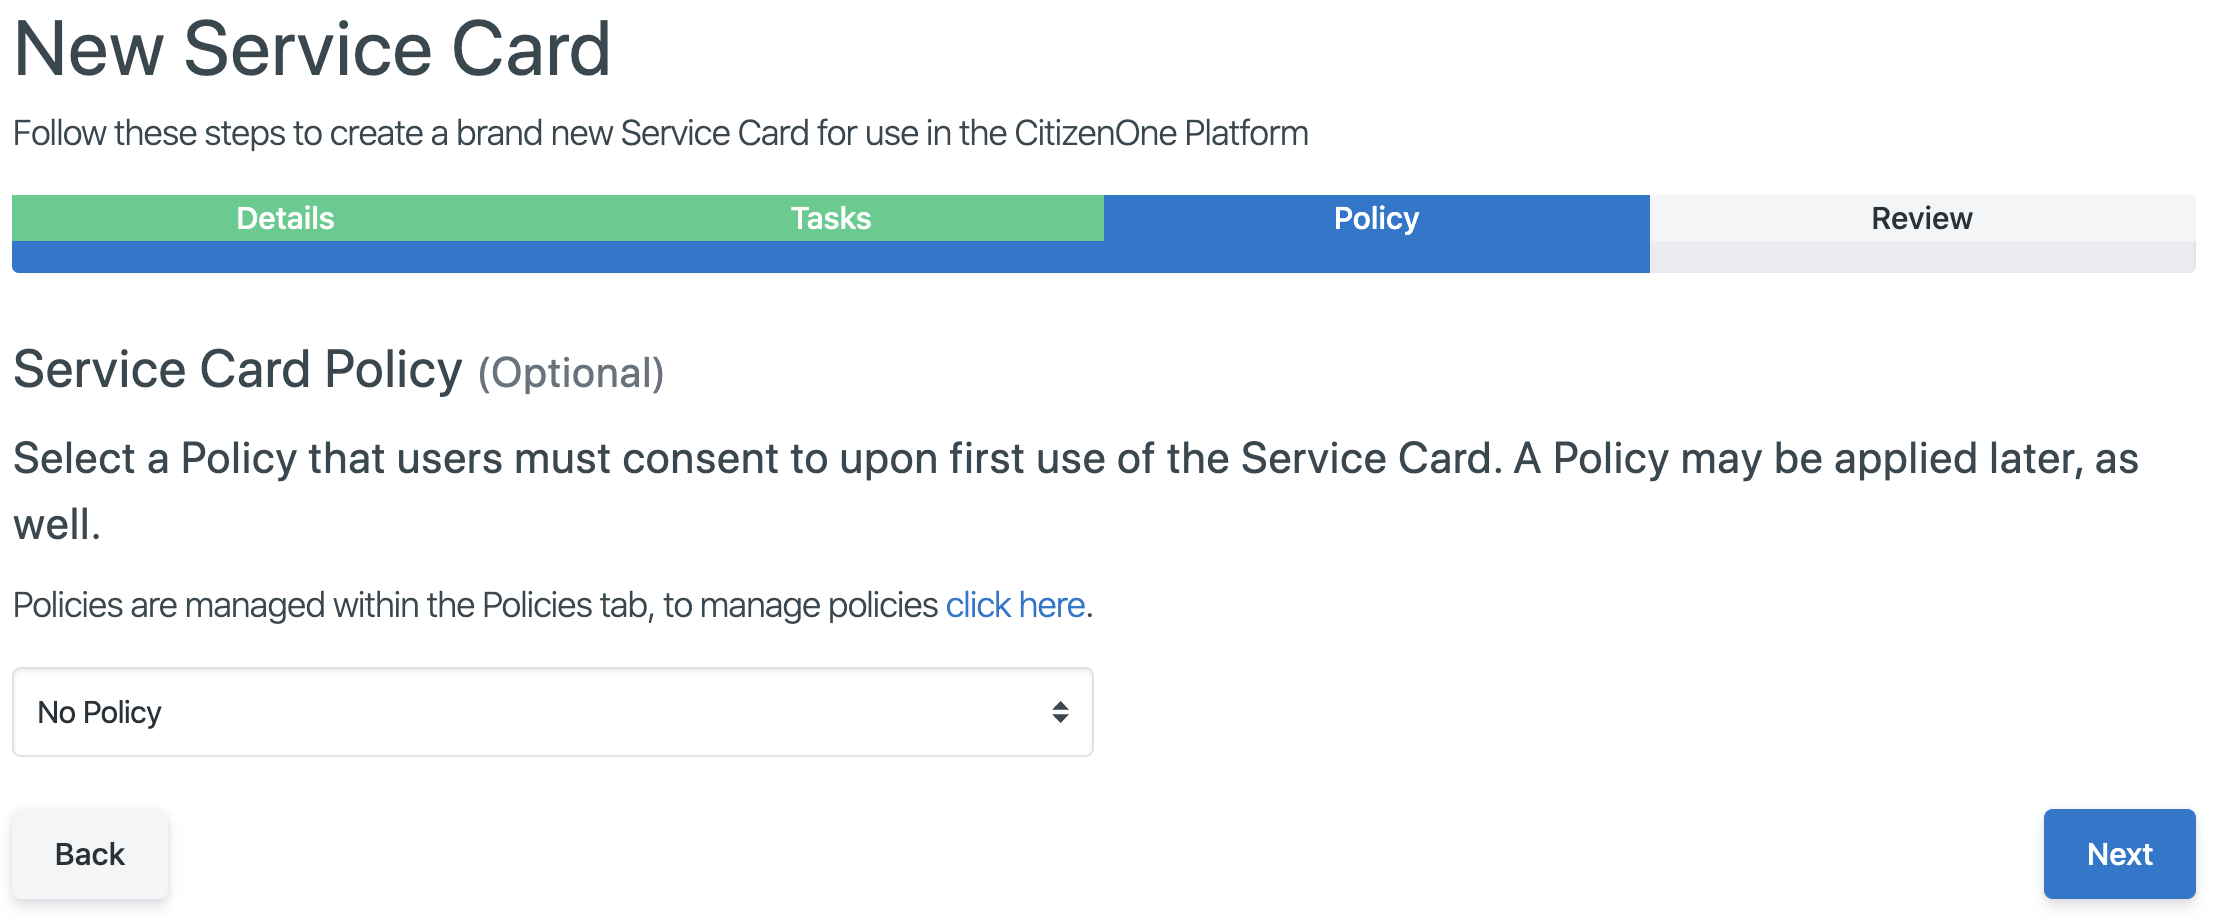 New Service Card
Follow these steps to create a brand new Service Card for use in the CitizenOne Platform
Details
Tasks
Policy
Review
Service Card Policy (Optional)
Select a Policy that users must consent to upon first use of the Service Card. A Policy may be applied later, as
well.
Policies are managed within the Policies tab, to manage policies click here.
No Policy
Back
Next